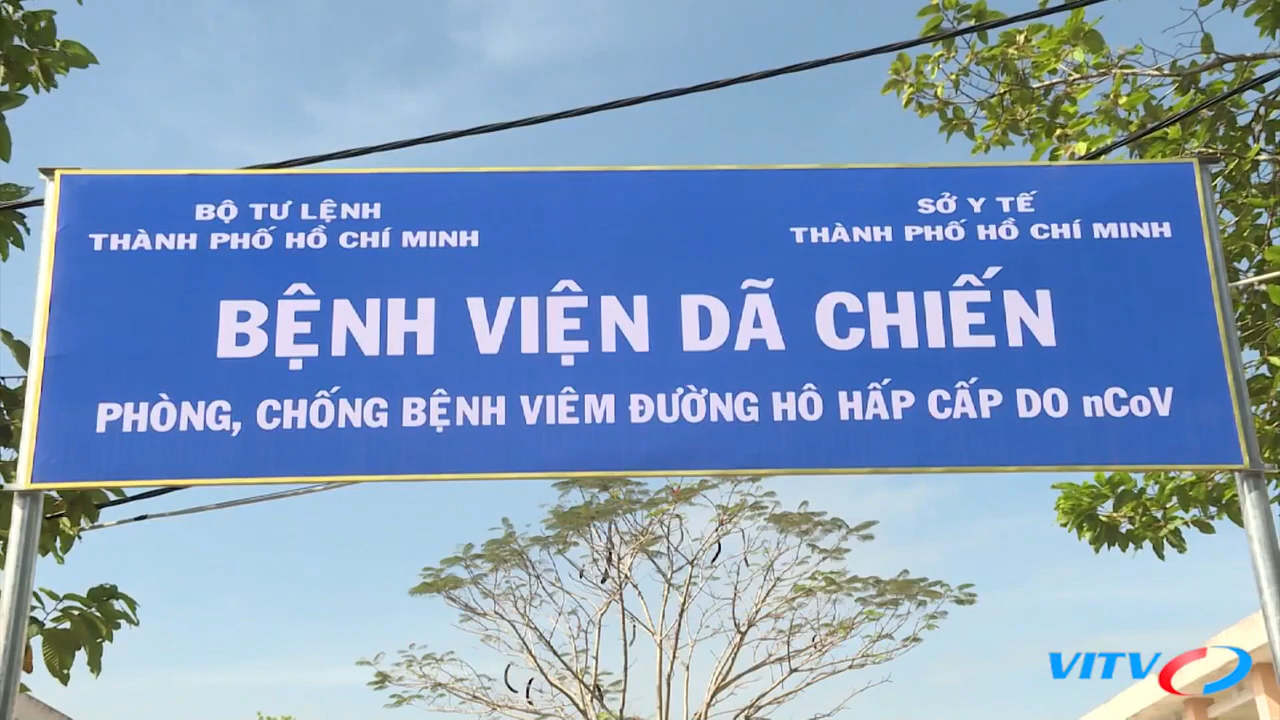 BỘ TƯ LỆNH
THÀNH PHỐ HỒ CHÍ MINH
SỞ Y TẾ
THÀNH PHỐ HỒ CHÍ MINH
BỆNH VIỆN DÃ CHIẾN
PHÒNG, CHỐNG BỆNH VIÊM ĐƯỜNG HÔ HẤP CẤP DO nCoV
VITV